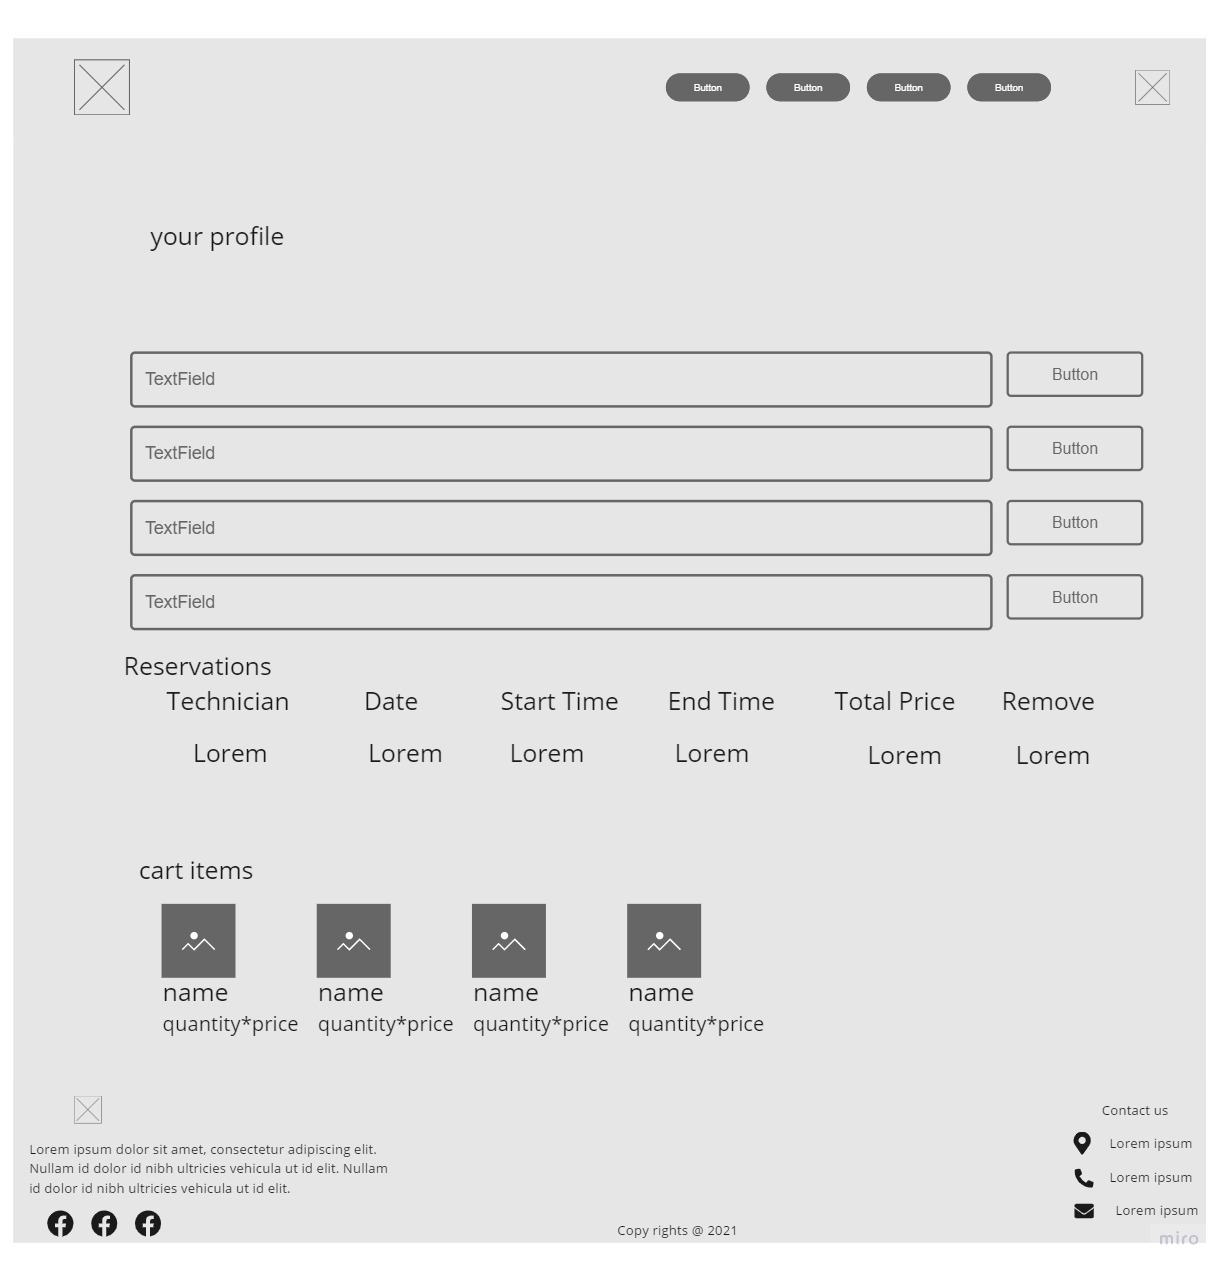 Button Button Button Button
your profile
TextField Button
TextField Button
TextField Button
TextField Button
Reservations
Technician Date Start Time End Time Total Price Remove
Lorem Lorem Lorem Lorem Lorem Lorem
cart items
name name name name
quantity*price quantity*price quantity*price quantity*price
Lorem ipsum dolor sit amet, consectetur adipiscing elit.
Nullam id dolor id nibh ultricies vehicula ut id elit. Nullam
id dolor id nibh ultricies vehicula ut id elit.
Contact us
Lorem ipsum
Lorem ipsum
Lorem ipsum
Copy rights @ 2021
miro